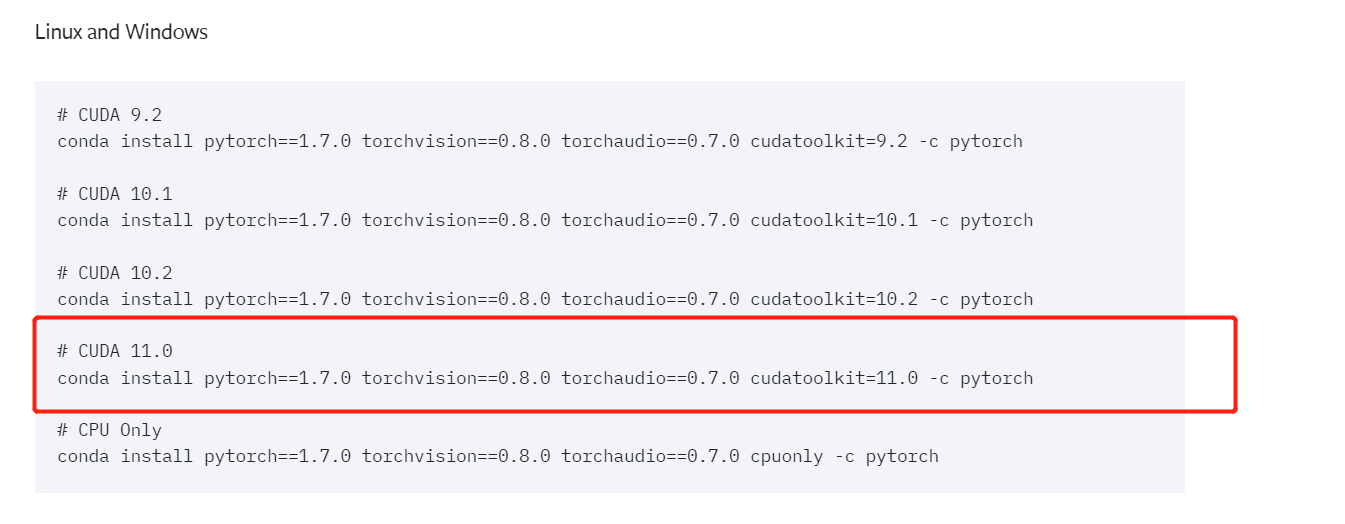 Linux and Windows
# CUDA 9.2
conda install pytorch==1.7.0 torchvision==0.8.0 torchaudio==0.7.0 cudatoolkit=9.2 -c pytorch
# CUDA 10.1
conda install pytorch==1.7.0 torchvision==0.8.0 torchaudio==0.7.0 cudatoolkit=10.1 -c pytorch
# CUDA 10.2
conda install pytorch==1.7.0 torchvision==0.8.0 torchaudio==0.7.0 cudatoolkit=10.2 -c pytorch
# CUDA 11.0
conda install pytorch==1.7.0 torchvision==0.8.0 torchaudio==0.7.0 cudatoolkit=11.0 -c pytorch
# CPU Only
conda install pytorch==1.7.0 torchvision==0.8.0 torchaudio==0.7.0 cpuonly -c pytorch